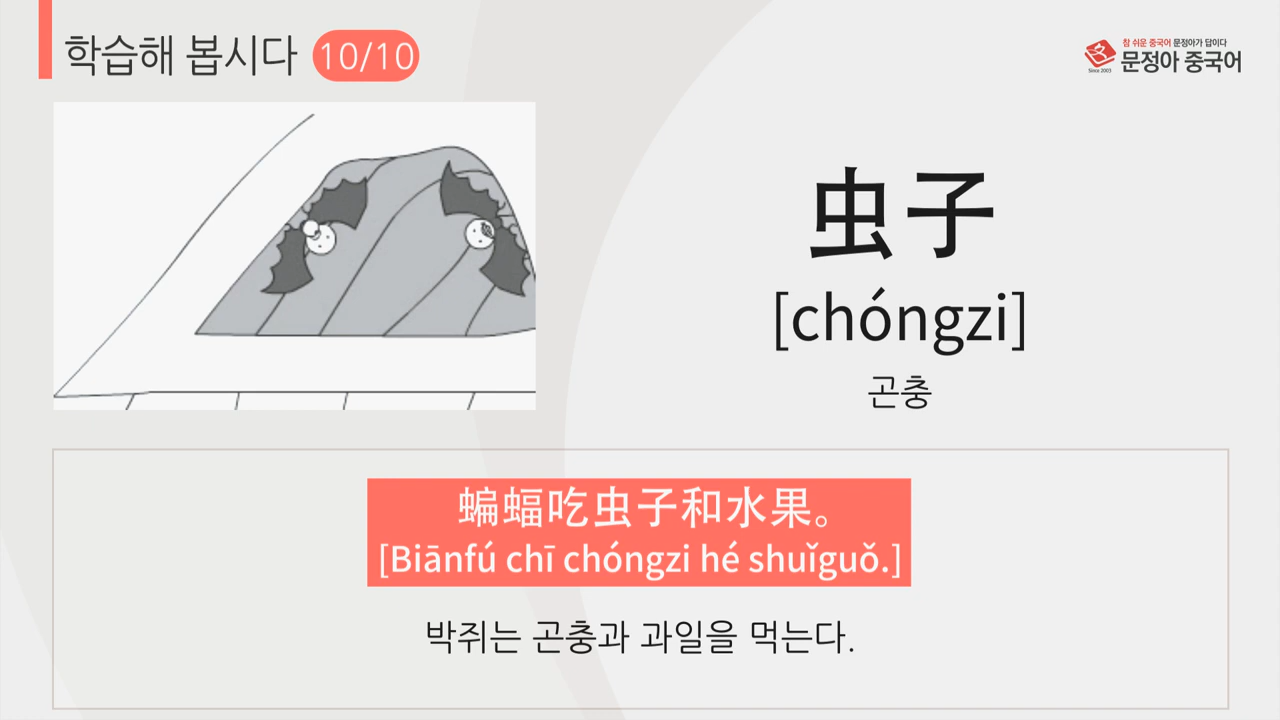 학습해 봅시다 10/10
참 쉬운 중국어 문정아가 답이다
Since 2003
문정아 중국어
虫子
[chóngzi]
곤충
蝙蝠吃虫子和水果。
[Biānfú chī chóngzi hé shuǐguǒ.]
박쥐는 곤충과 과일을 먹는다.